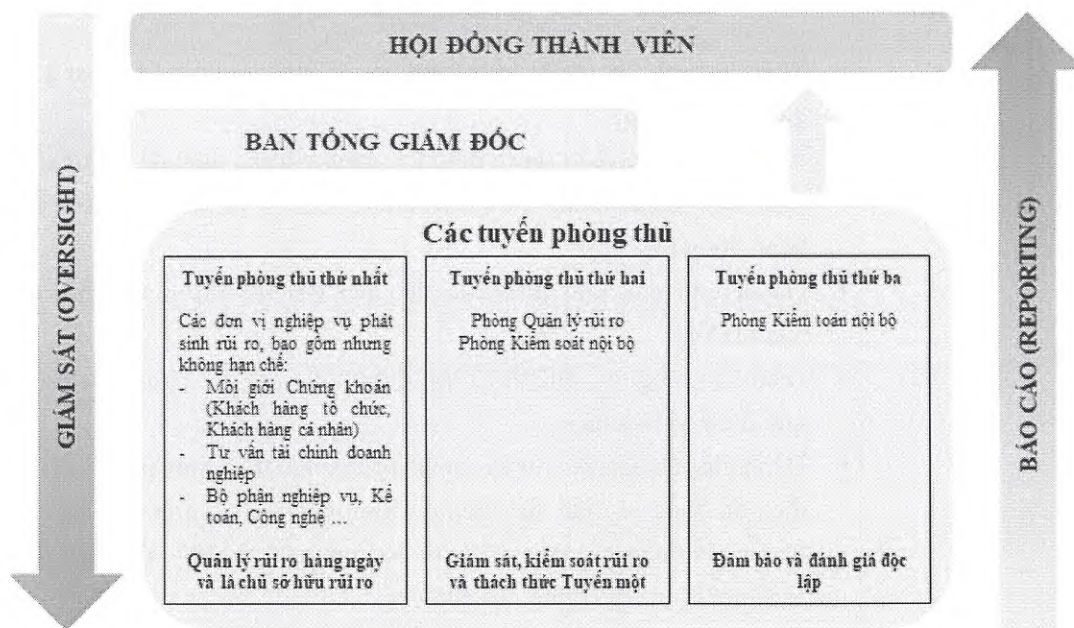 HỘI ĐỒNG THÀNH VIÊN
BAN TỔNG GIÁM ĐỐC
GIÁM SÁT (OVERSIGHT)
BÁO CÁO (REPORTING)
Các tuyến phòng thủ
Tuyến phòng thủ thứ nhất
Các đơn vị nghiệp vụ phát
sinh rủi ro, bao gồm nhưng
không hạn chế:
- Môi giới Chứng khoán
(Khách hàng tổ chức,
Khách hàng cá nhân)
- Tư vấn tài chính doanh
nghiệp
- Bộ phận nghiệp vụ, Kế
toán, Công nghệ ...
Quản lý rủi ro hàng ngày
và là chủ sở hữu rủi ro
Tuyến phòng thủ thứ hai
Phòng Quản lý rủi ro
Phòng Kiểm soát nội bộ
Giám sát, kiểm soát rủi ro
và thách thức Tuyến một
Tuyến phòng thủ thứ ba
Phòng Kiểm toán nội bộ
Đảm bảo và đánh giá độc
lập